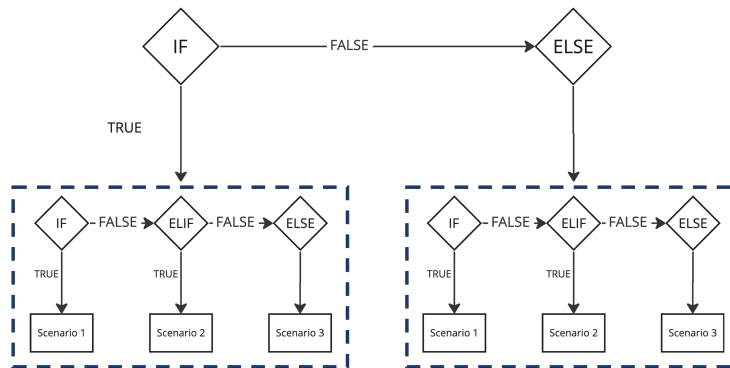 IF
FALSE
ELSE
TRUE
IF
FALSE
ELIF
FALSE
ELSE
TRUE
TRUE
Scenario 1
Scenario 2
Scenario 3
IF
FALSE
ELIF
FALSE
ELSE
TRUE
TRUE
Scenario 1
Scenario 2
Scenario 3